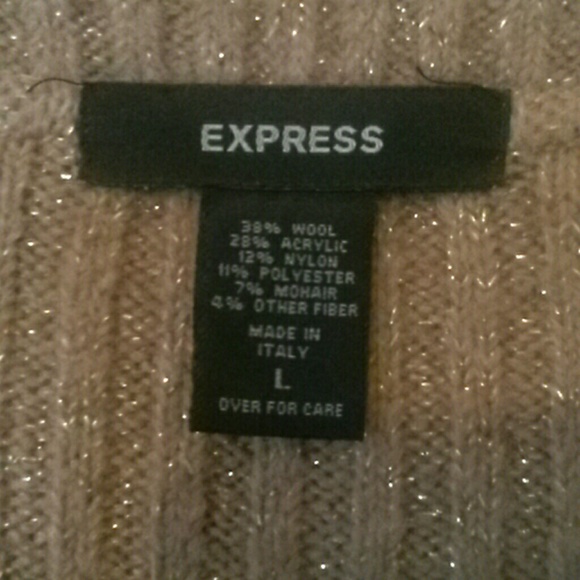 EXPRESS
38% WOOL
28% ACRYLIC
12% NYLON
11% POLYESTER
7% MOHAIR
4% OTHER FIBER
MADE IN
ITALY
L
OVER FOR CARE